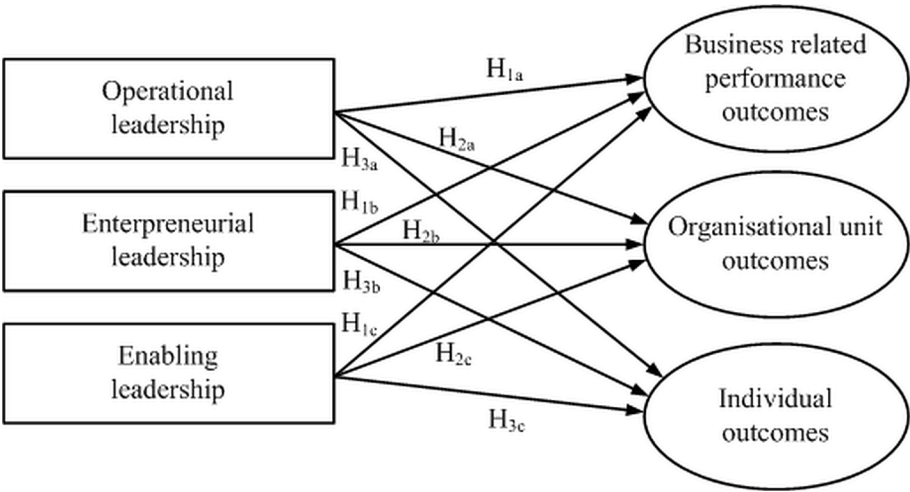 Operational
leadership
Enterpreneurial
leadership
Enabling
leadership
H1a
H2a
H3a
H1b
H2b
H3b
H1c
H2c
H3c
Business related
performance
outcomes
Organisational unit
outcomes
Individual
outcomes